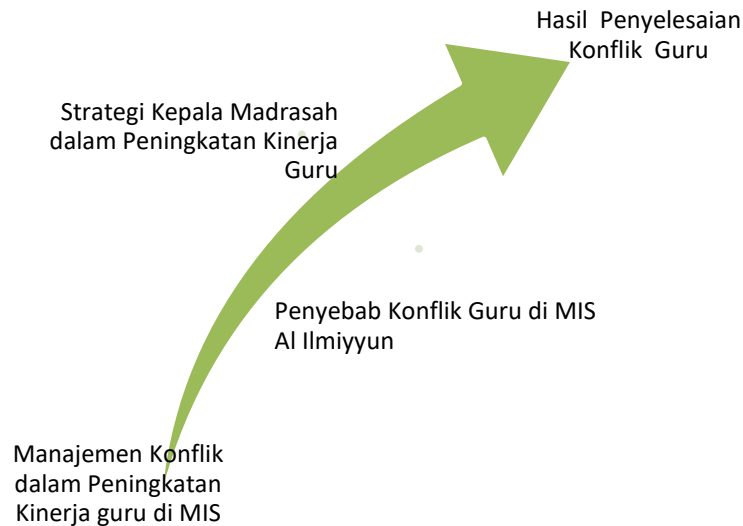 Hasil Penyelesaian
Konflik Guru
Strategi Kepala Madrasah
dalam Peningkatan Kinerja
Guru
Penyebab Konflik Guru di MIS
Al Ilmiyyun
Manajemen Konflik
dalam Peningkatan
Kinerja guru di MIS